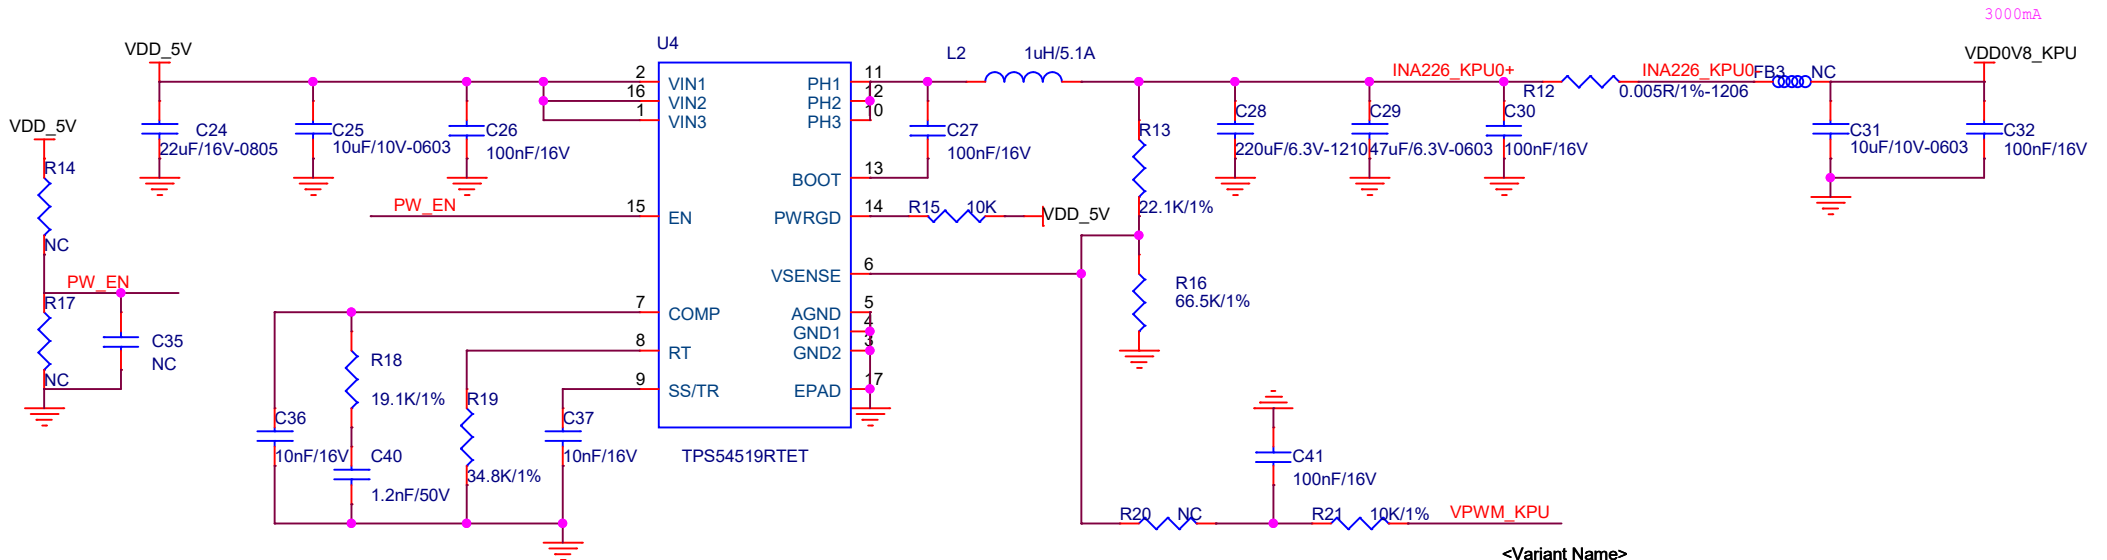 3000mA
VDD_5V
U4
L2
1uH/5.1A
VDD0V8_KPU
2
VIN1
PH1
11
INA226_KPU0+
INA226_KPU0-
FB3
NC
16
VIN2
PH2
12
R12
0.005R/1%-1206
1
VIN3
PH3
10
VDD_5V
C24
22uF/16V-0805
C25
10uF/10V-0603
C26
100nF/16V
C27
100nF/16V
R13
22.1K/1%
C28
220uF/6.3V-1210
C29
47uF/6.3V-0603
C30
100nF/16V
C31
10uF/10V-0603
C32
100nF/16V
R14
NC
BOOT
13
PW_EN
15
EN
PWRGD
14
R15
10K
VDD_5V
VSENSE
6
PW_EN
R17
NC
C35
NC
R16
66.5K/1%
7
COMP
AGND
5
GND1
4
8
RT
GND2
3
9
SS/TR
EPAD
17
R18
19.1K/1%
R19
34.8K/1%
C36
10nF/16V
C37
10nF/16V
C40
1.2nF/50V
TPS54519RTET
C41
100nF/16V
R20
NC
R21
10K/1%
VPWM_KPU
<Variant Name>